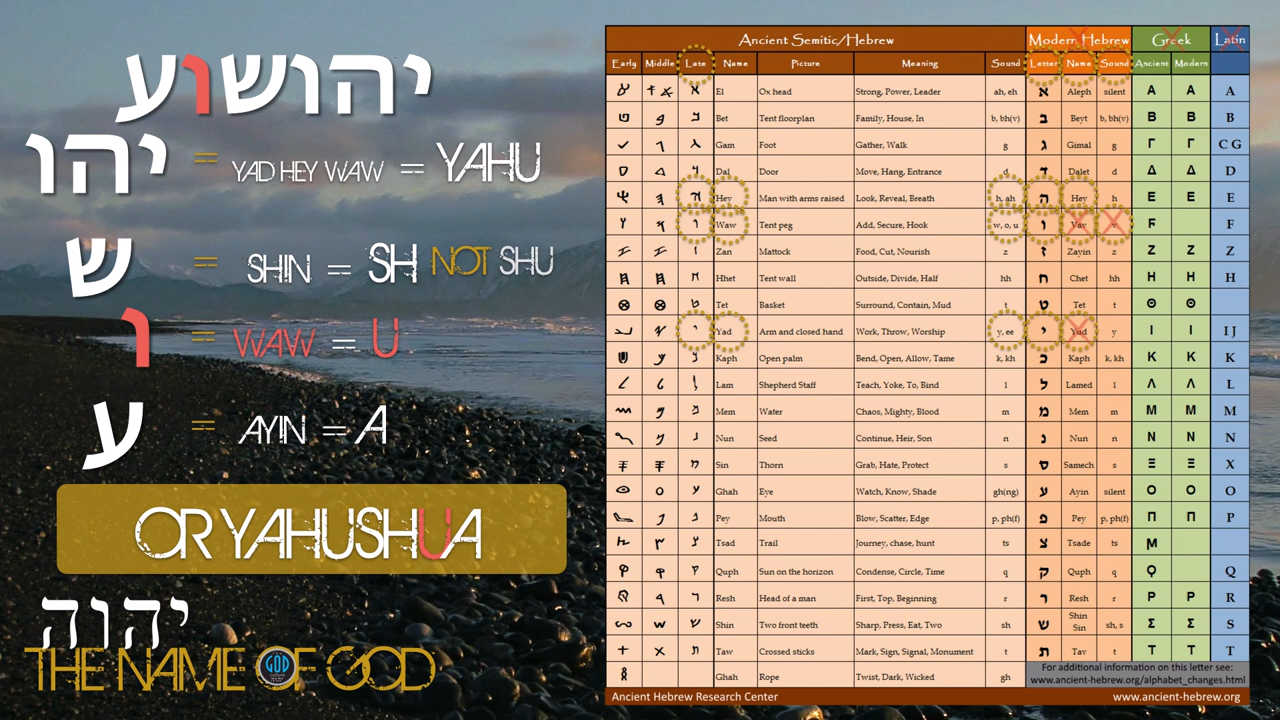 יהושוע
יהו = YAD HEY WAW = YAHU
ש = SHIN = SH NOT SHU
ו = WAW = U
ע = AYIN = A
OR YAHUSHUA
יהוה
THE NAME OF GOD
GOD
Ancient Semitic/Hebrew Modern Hebrew Greek Latin
Early Middle Late Name Picture Meaning Sound Letter Name Sound Ancient Modern
El Ox head Strong, Power, Leader ah, eh א Aleph silent Α Α A
Bet Tent floorplan Family, House, In b, bh(v) ב Beyt b, bh(v) Β Β B
Gam Foot Gather, Walk g ג Gimal g Γ Γ C G
Dal Door Move, Hang, Entrance d ד Dalet d Δ Δ D
Hey Man with arms raised Look, Reveal, Breath h, ah ה Hey h Ε Ε E
Waw Tent peg Add, Secure, Hook w, o, u ו Vav v F F
Zan Mattock Food, Cut, Nourish z ז Zayin z Ζ Ζ Z
Hhet Tent wall Outside, Divide, Half hh ח Chet hh Η Η H
Tet Basket Surround, Contain, Mud t ט Tet t Θ Θ
Yad Arm and closed hand Work, Throw, Worship y, ee י Yud y Ι Ι I J
Kaph Open palm Bend, Open, Allow, Tame k, kh כ Kaph k, kh Κ Κ K
Lam Shepherd Staff Teach, Yoke, To Bind l ל Lamed l Λ Λ L
Mem Water Chaos, Mighty, Blood m מ Mem m Μ Μ M
Nun Seed Continue, Heir, Son n נ Nun n Ν Ν N
Sin Thorn Grab, Hate, Protect s ס Samech s Ξ Ξ X
Ghah Eye Watch, Know, Shade gh(ng) ע Ayin silent Ο Ο O
Pey Mouth Blow, Scatter, Edge p, ph(f) פ Pey p, ph(f) Π Π P
Tsad Trail Journey, chase, hunt ts צ Tsade ts Ϻ
Quph Sun on the horizon Condense, Circle, Time q ק Quph q Ϙ Q
Resh Head of a man First, Top, Beginning r ר Resh r Ρ Ρ R
Shin Two front teeth Sharp, Press, Eat, Two sh ש Shin Sin sh, s Σ Σ S
Taw Crossed sticks Mark, Sign, Signal, Monument t ת Tav t Τ Τ T
Ghah Rope Twist, Dark, Wicked gh
For additional information on this letter see:
www.ancient-hebrew.org/alphabet_changes.html
Ancient Hebrew Research Center www.ancient-hebrew.org